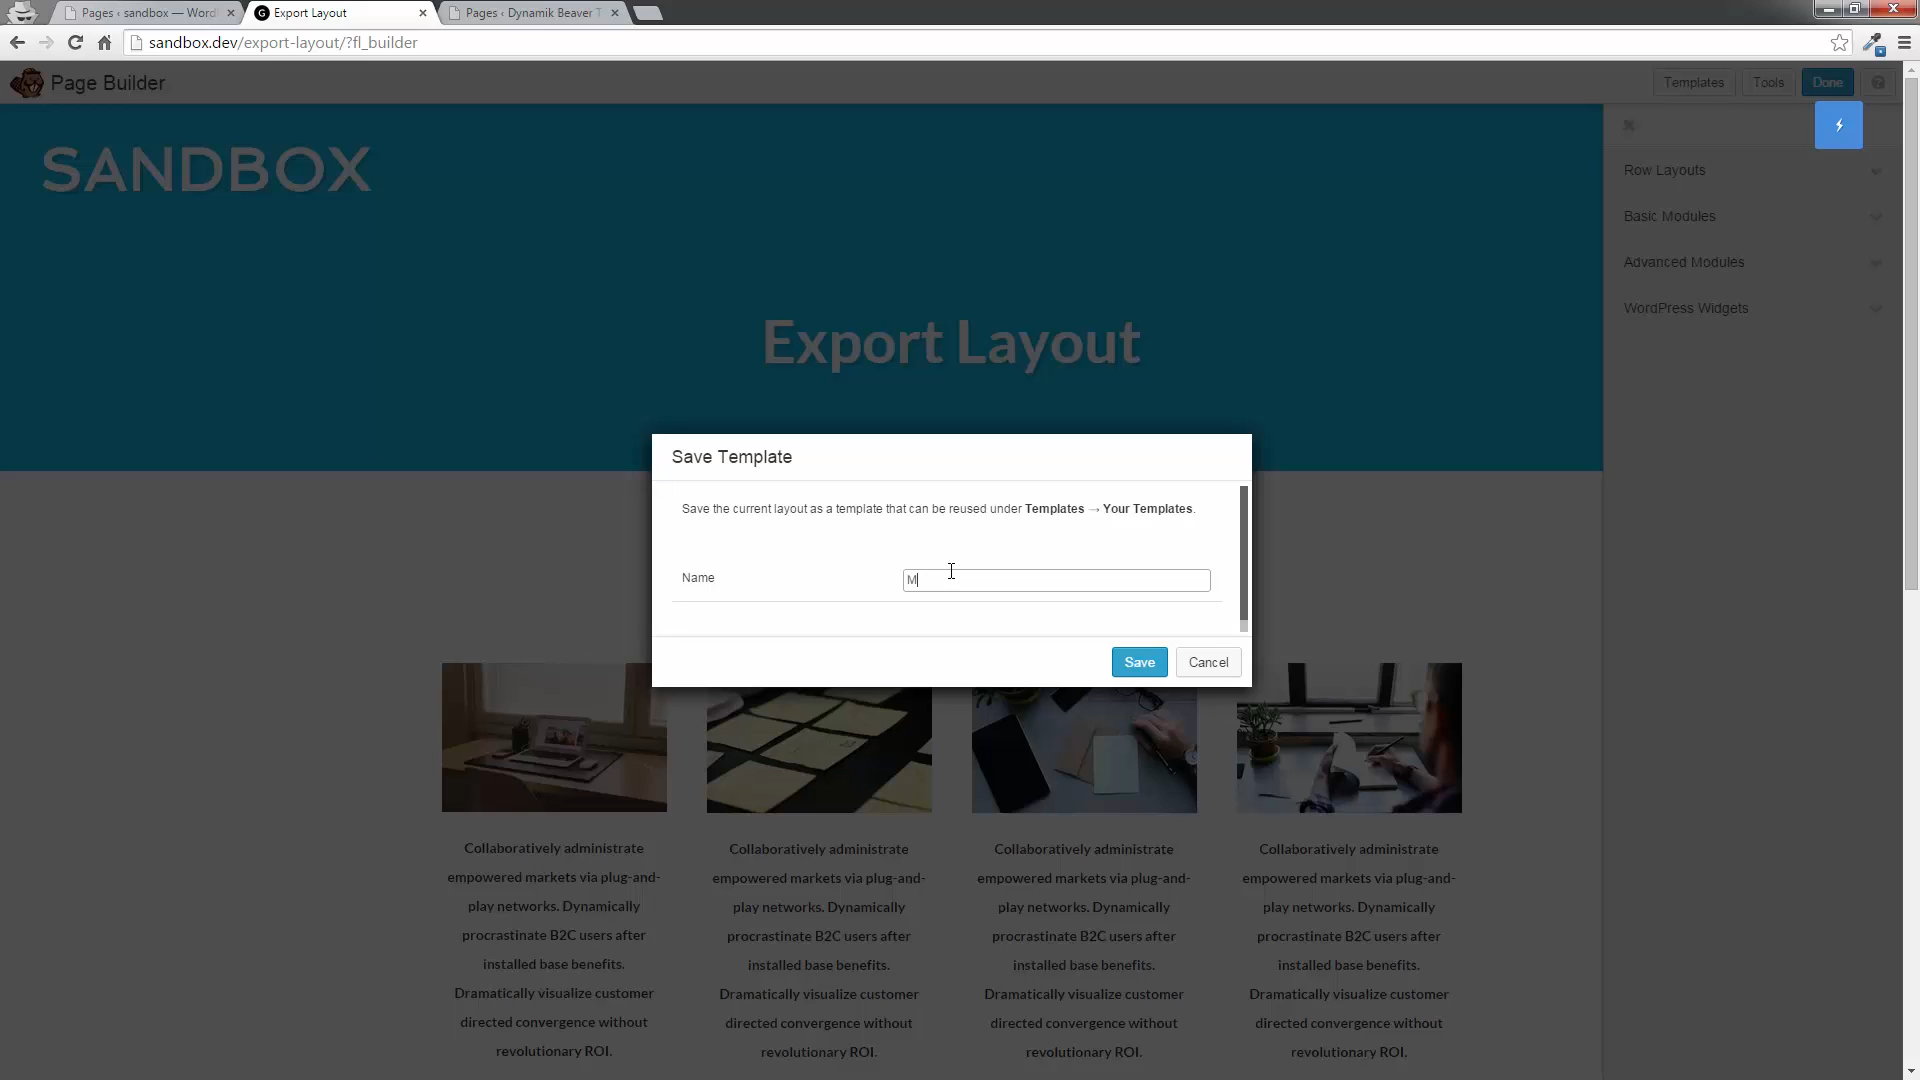 Pages ‹ sandbox — Word
Export Layout
Pages ‹ Dynamik Beaver T
sandbox.dev/export-layout/?fl_builder
Page Builder
Templates
Tools
Done
?
SANDBOX
Row Layouts
Basic Modules
Advanced Modules
WordPress Widgets
Export Layout
Save Template
Save the current layout as a template that can be reused under Templates → Your Templates.
Name
M
Save
Cancel
Collaboratively administrate
empowered markets via plug-and-
play networks. Dynamically
procrastinate B2C users after
installed base benefits.
Dramatically visualize customer
directed convergence without
revolutionary ROI.
Collaboratively administrate
empowered markets via plug-and-
play networks. Dynamically
procrastinate B2C users after
installed base benefits.
Dramatically visualize customer
directed convergence without
revolutionary ROI.
Collaboratively administrate
empowered markets via plug-and-
play networks. Dynamically
procrastinate B2C users after
installed base benefits.
Dramatically visualize customer
directed convergence without
revolutionary ROI.
Collaboratively administrate
empowered markets via plug-and-
play networks. Dynamically
procrastinate B2C users after
installed base benefits.
Dramatically visualize customer
directed convergence without
revolutionary ROI.